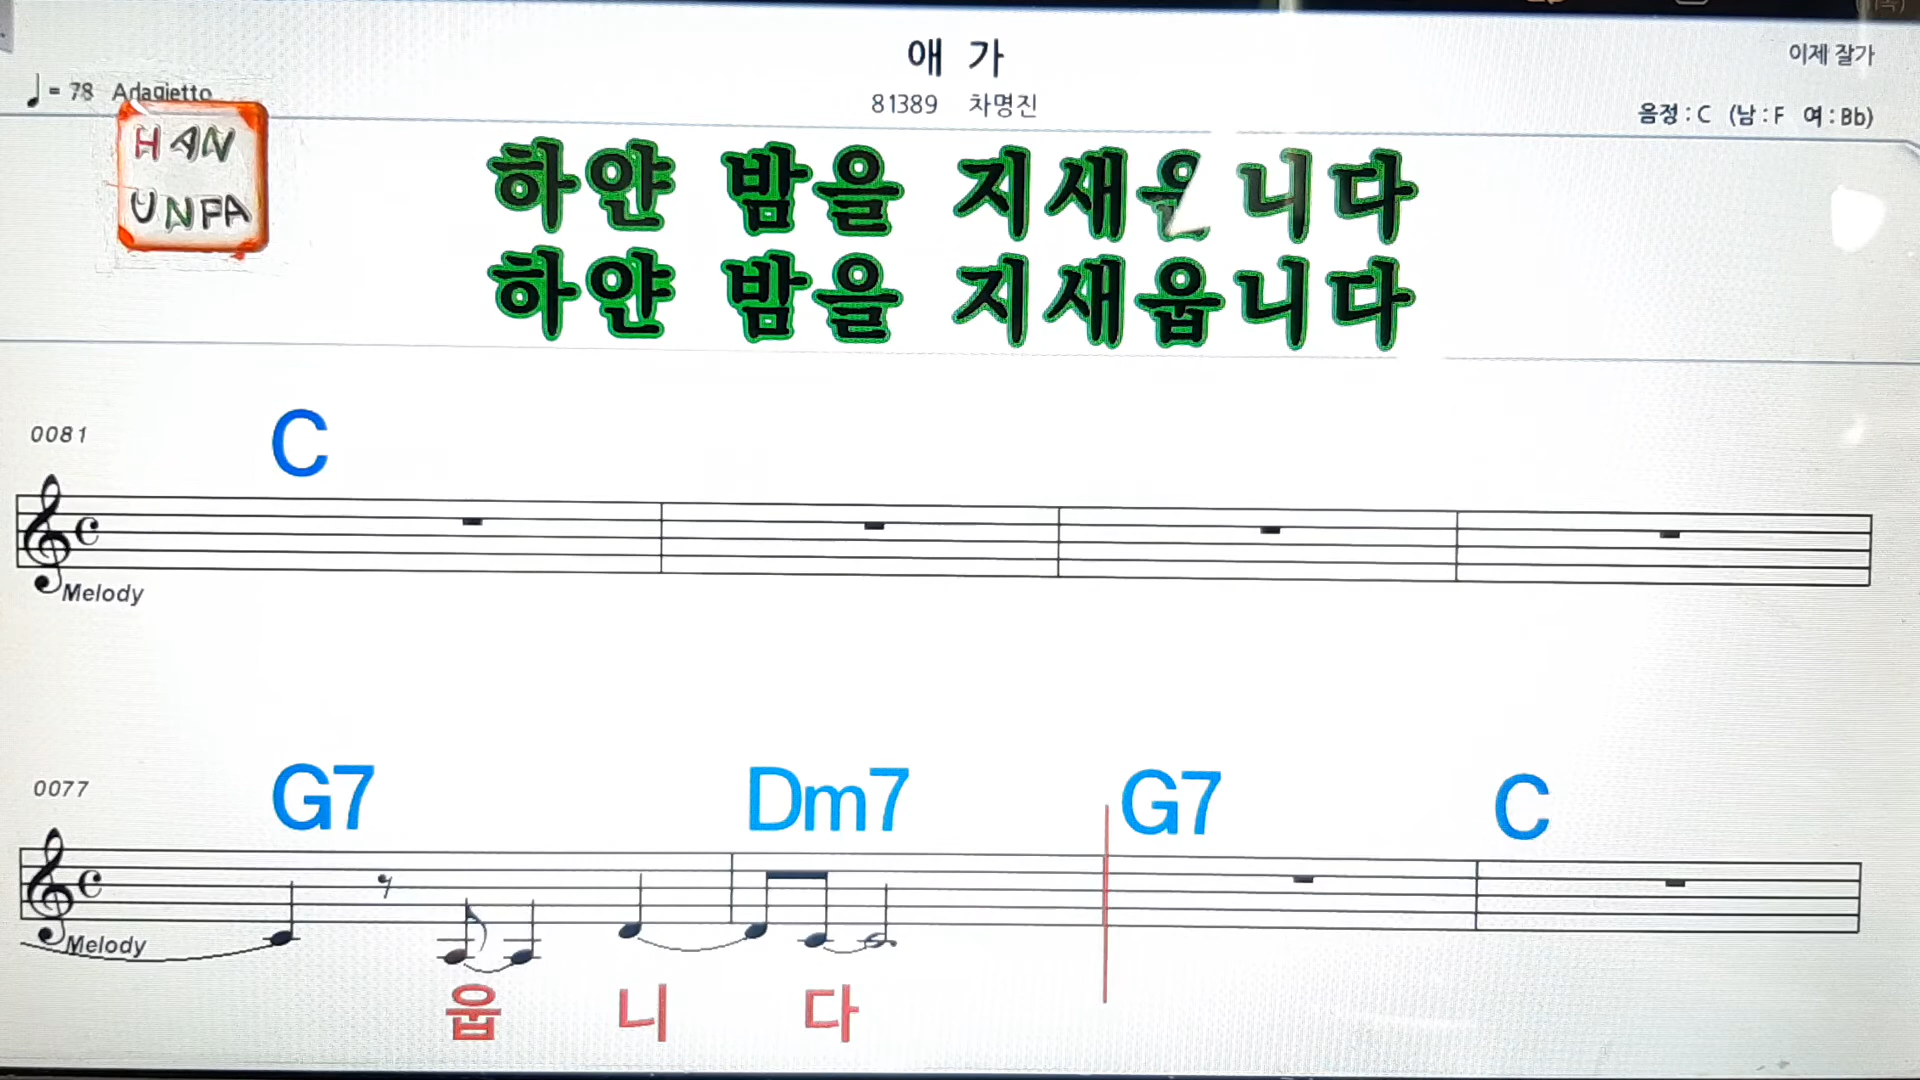 애 가
이제 잘가
♩= 78 Adagietto
81389 차명진
음정 : C (남 : F 여 : Bb)
HAN
UNFA
하얀 밤을 지새웁니다
하얀 밤을 지새웁니다
0081
C
Melody
0077
G7 Dm7 G7 C
Melody
웁 니 다